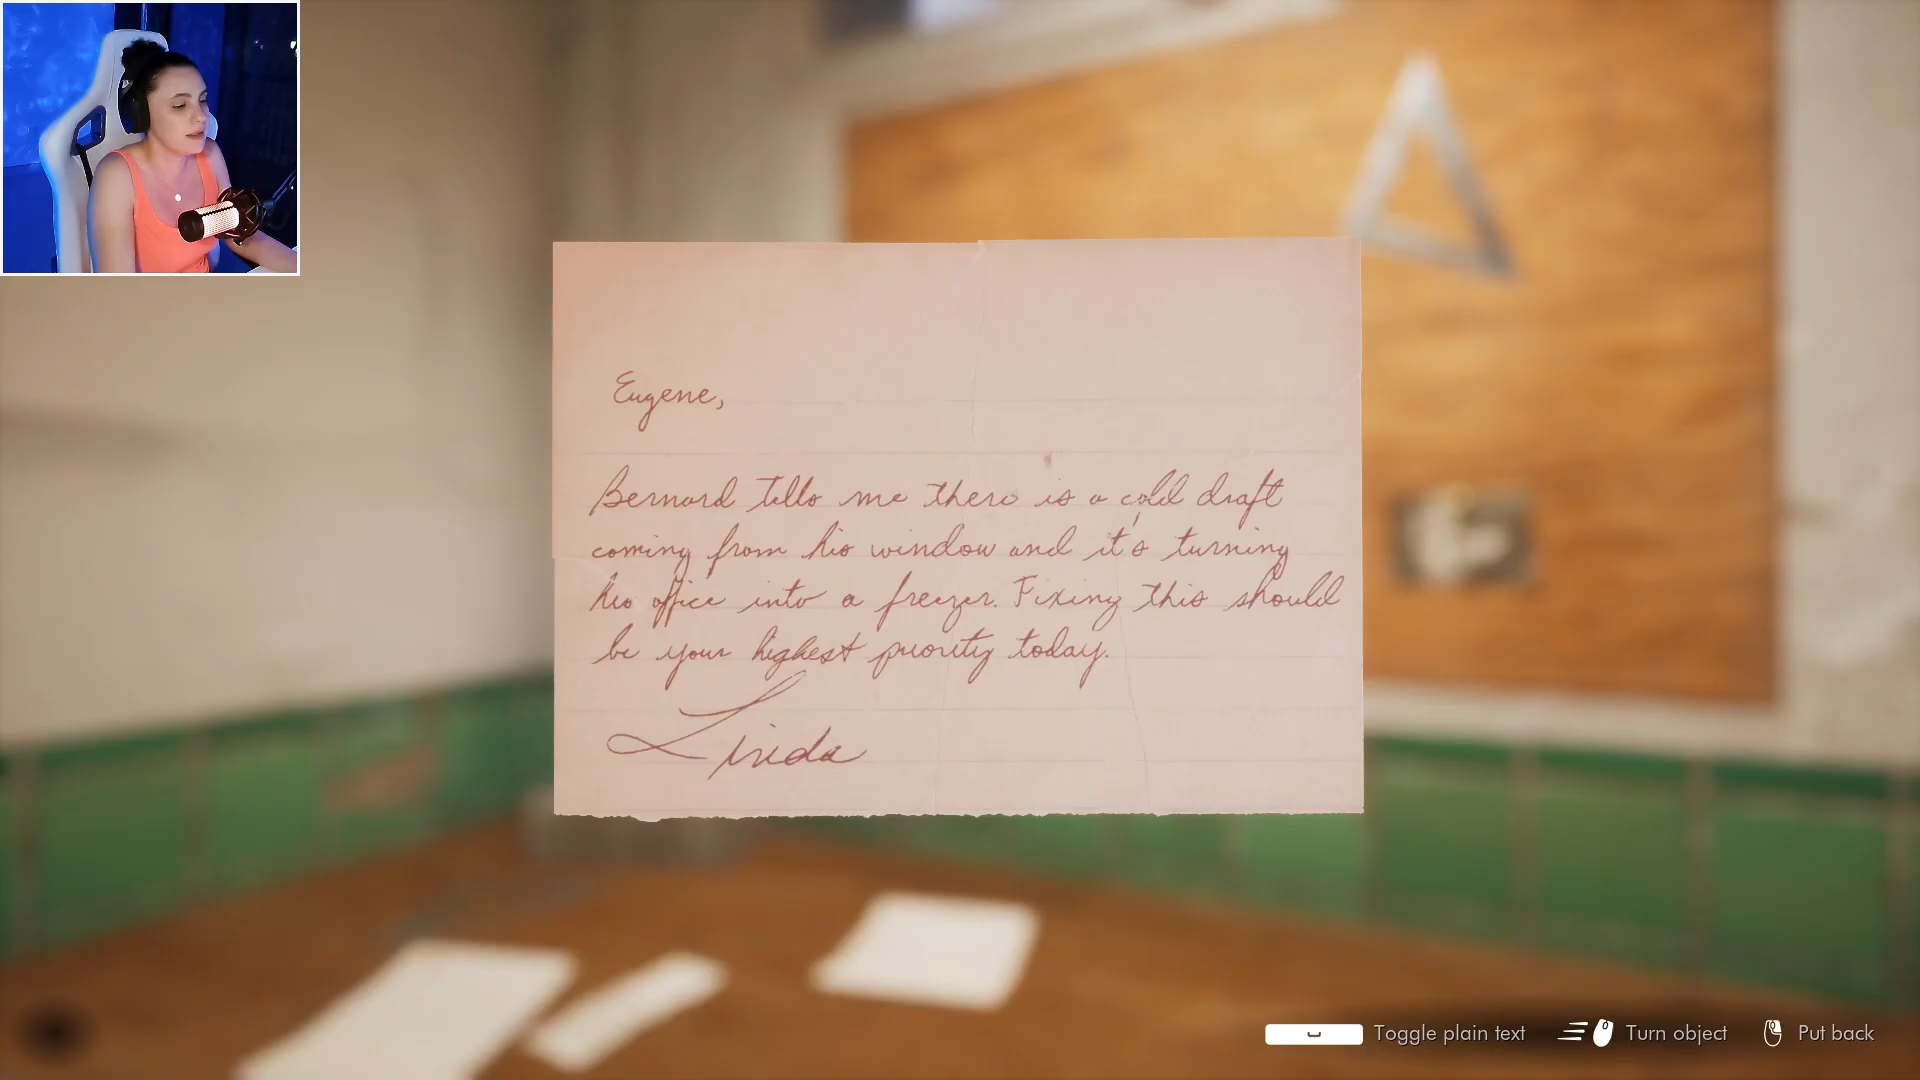 Eugene,
Bernard tells me there is a cold draft
coming from his window and it's turning
his office into a freezer. Fixing this should
be your highest priority today.
Linda
Toggle plain text
Turn object
Put back